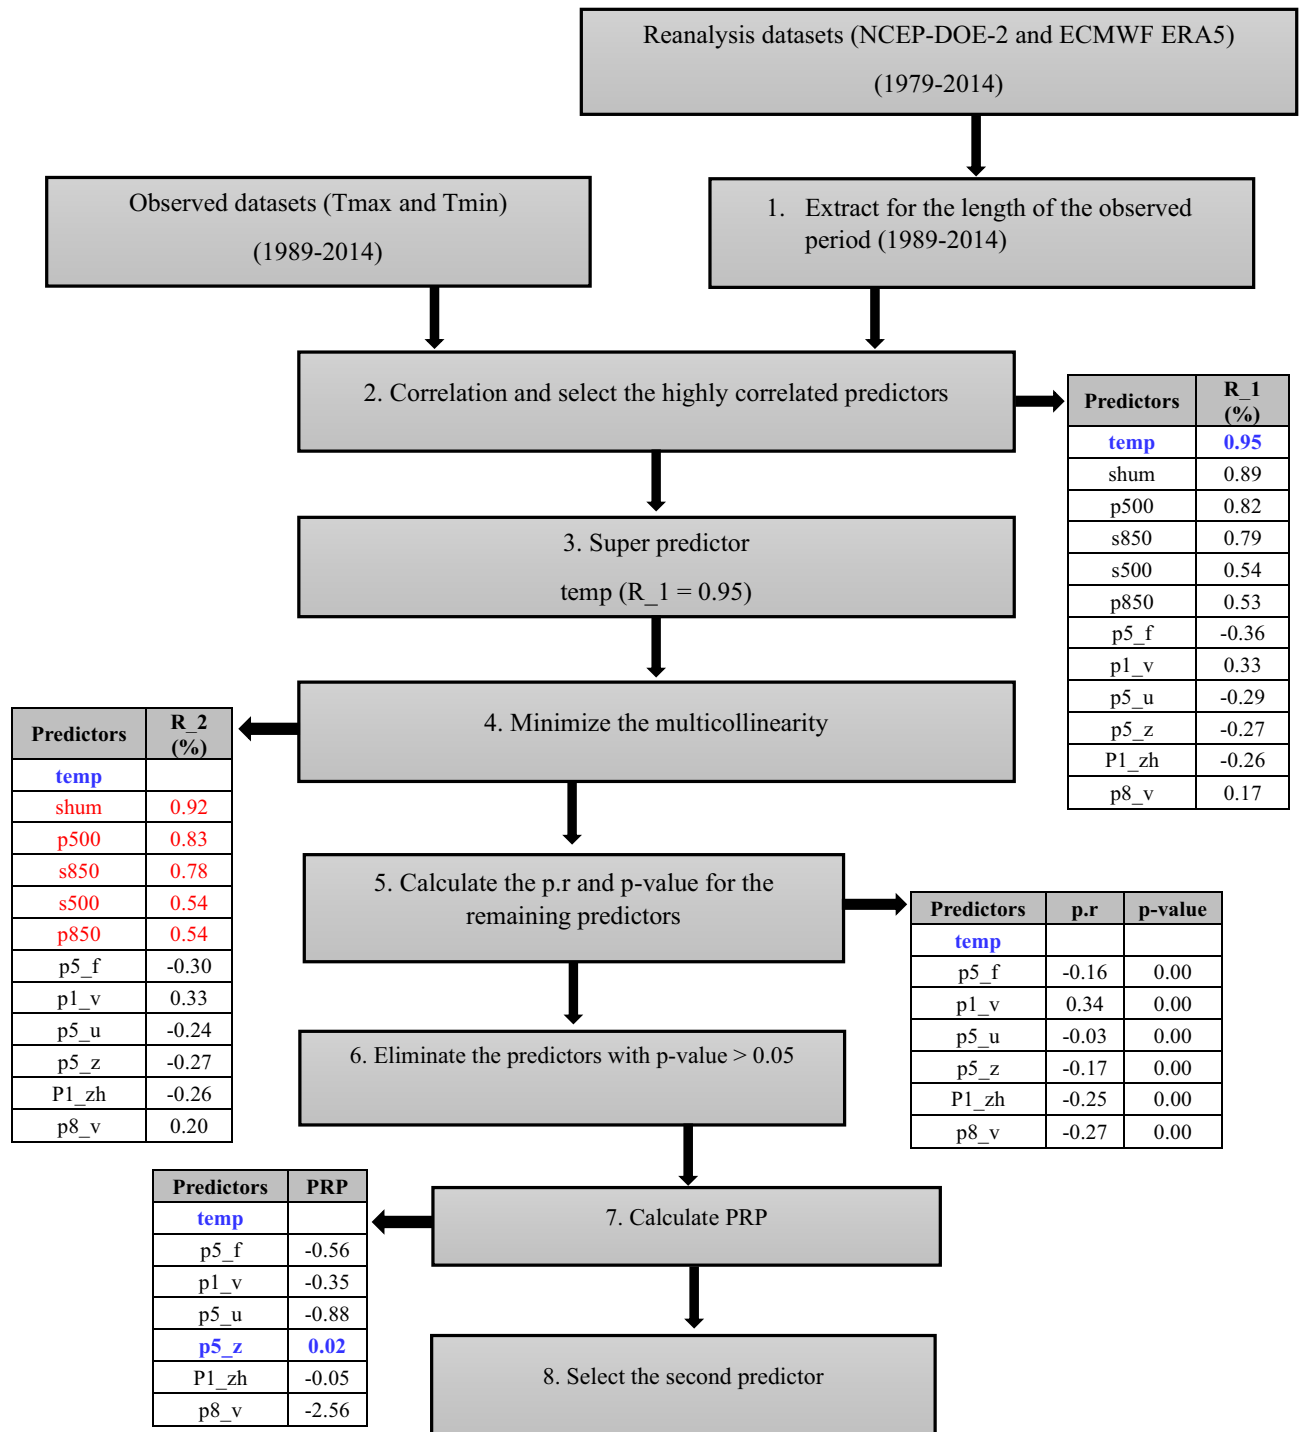 Reanalysis datasets (NCEP-DOE-2 and ECMWF ERA5)
(1979-2014)
Observed datasets (Tmax and Tmin)
(1989-2014)
1. Extract for the length of the observed
period (1989-2014)
2. Correlation and select the highly correlated predictors
Predictors R_1 (%)
temp 0.95
shum 0.89
p500 0.82
s850 0.79
s500 0.54
p850 0.53
p5_f -0.36
p1_v 0.33
p5_u -0.29
p5_z -0.27
P1_zh -0.26
p8_v 0.17
3. Super predictor
temp (R_1 = 0.95)
4. Minimize the multicollinearity
Predictors R_2 (%)
temp
shum 0.92
p500 0.83
s850 0.78
s500 0.54
p850 0.54
p5_f -0.30
p1_v 0.33
p5_u -0.24
p5_z -0.27
P1_zh -0.26
p8_v 0.20
5. Calculate the p.r and p-value for the
remaining predictors
Predictors p.r p-value
temp
p5_f -0.16 0.00
p1_v 0.34 0.00
p5_u -0.03 0.00
p5_z -0.17 0.00
P1_zh -0.25 0.00
p8_v -0.27 0.00
6. Eliminate the predictors with p-value > 0.05
7. Calculate PRP
Predictors PRP
temp
p5_f -0.56
p1_v -0.35
p5_u -0.88
p5_z 0.02
P1_zh -0.05
p8_v -2.56
8. Select the second predictor